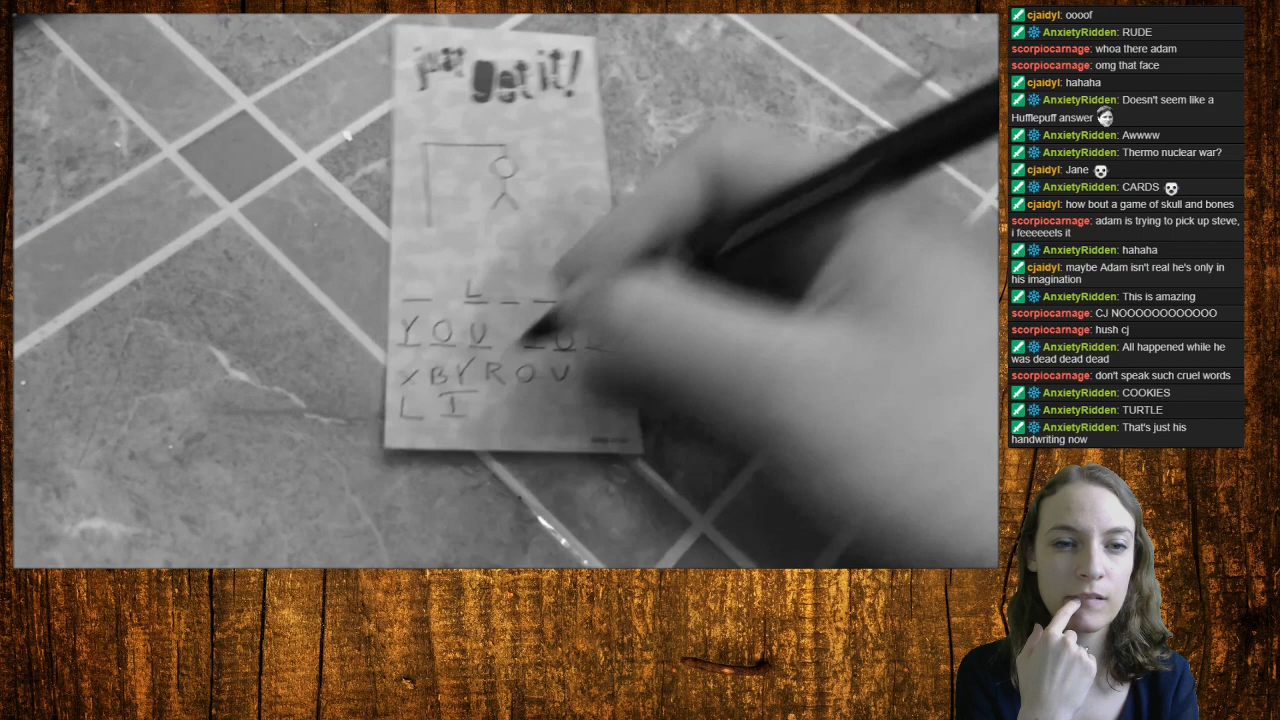 just get it!
_ L _ _
YOU _ O _
X B Y R O U
L I
cjaidyl: oooof
AnxietyRidden: RUDE
scorpiocarnage: whoa there adam
scorpiocarnage: omg that face
cjaidyl: hahaha
AnxietyRidden: Doesn't seem like a
Hufflepuff answer
AnxietyRidden: Awwww
AnxietyRidden: Thermo nuclear war?
cjaidyl: Jane
AnxietyRidden: CARDS
cjaidyl: how bout a game of skull and bones
scorpiocarnage: adam is trying to pick up steve,
i feeeeeels it
AnxietyRidden: hahaha
cjaidyl: maybe Adam isn't real he's only in
his imagination
AnxietyRidden: This is amazing
scorpiocarnage: CJ NOOOOOOOOOOOO
scorpiocarnage: hush cj
AnxietyRidden: All happened while he
was dead dead dead
scorpiocarnage: don't speak such cruel words
AnxietyRidden: COOKIES
AnxietyRidden: TURTLE
AnxietyRidden: That's just his
handwriting now